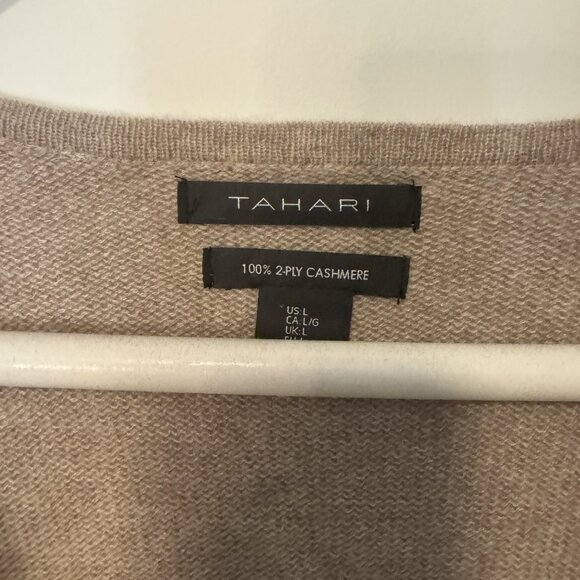 TAHARI
100% 2-PLY CASHMERE
US:L
CA:L/G
UK:L